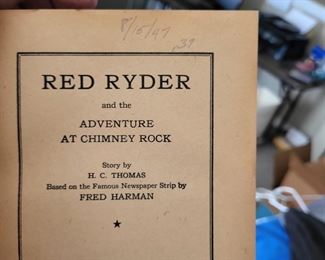 8/15/47
.39
RED RYDER
and the
ADVENTURE
AT CHIMNEY ROCK
Story by
H. C. THOMAS
Based on the Famous Newspaper Strip by
FRED HARMAN